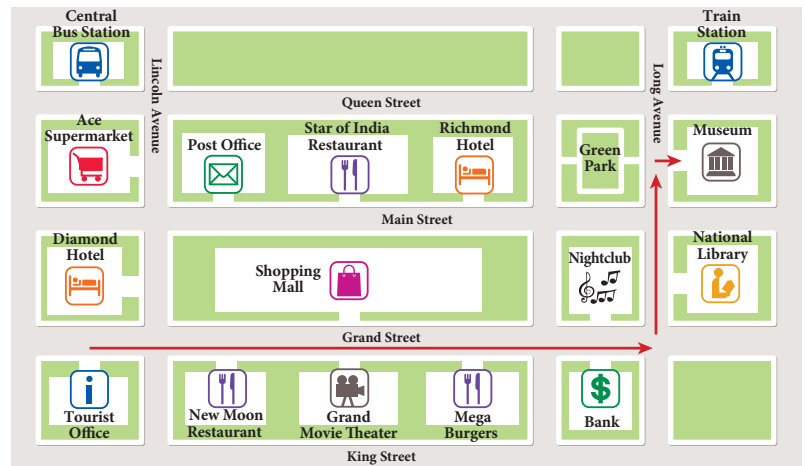 Central
Bus Station
Train
Station
Lincoln Avenue
Long Avenue
Queen Street
Ace
Supermarket
Post Office
Star of India
Restaurant
Richmond
Hotel
Green
Park
Museum
Main Street
Diamond
Hotel
Shopping
Mall
Nightclub
National
Library
Grand Street
Tourist
Office
New Moon
Restaurant
Grand
Movie Theater
Mega
Burgers
$
Bank
King Street